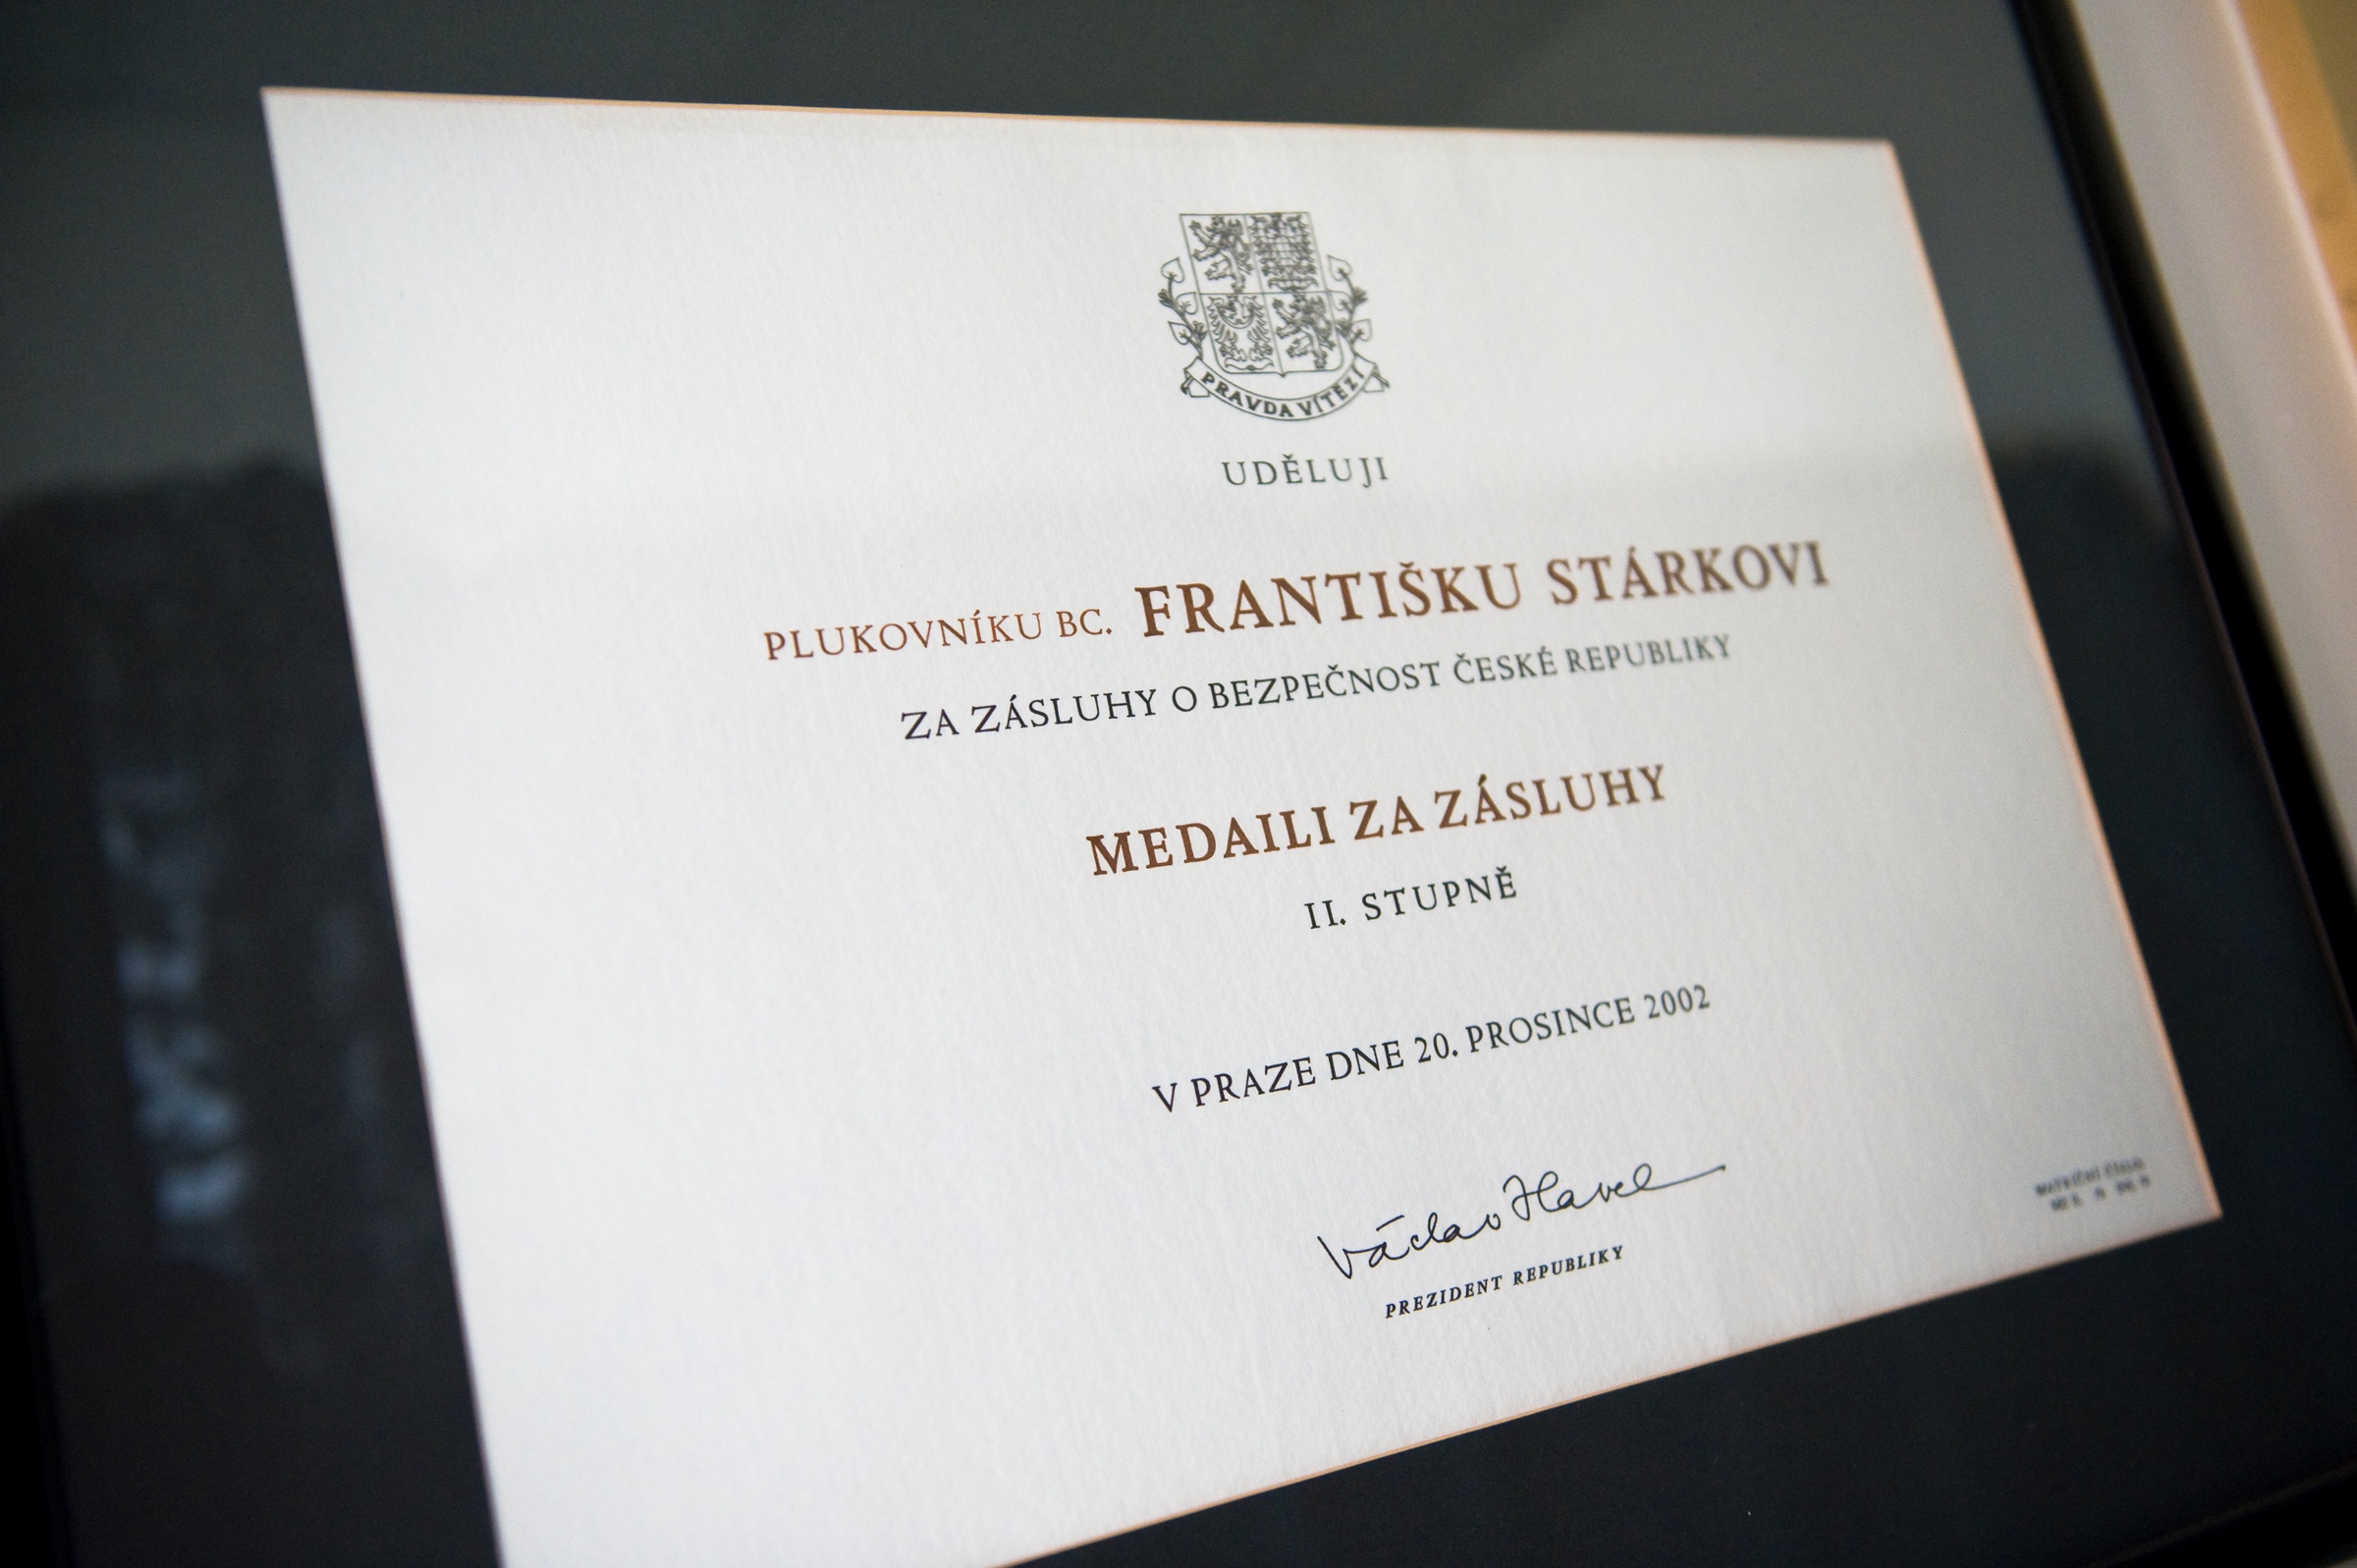 PRAVDA VÍTĚZÍ
UDĚLUJI
PLUKOVNÍKU BC. FRANTIŠKU STÁRKOVI
ZA ZÁSLUHY O BEZPEČNOST ČESKÉ REPUBLIKY
MEDAILI ZA ZÁSLUHY
II. STUPNĚ
V PRAZE DNE 20. PROSINCE 2002
Václav Havel
PREZIDENT REPUBLIKY